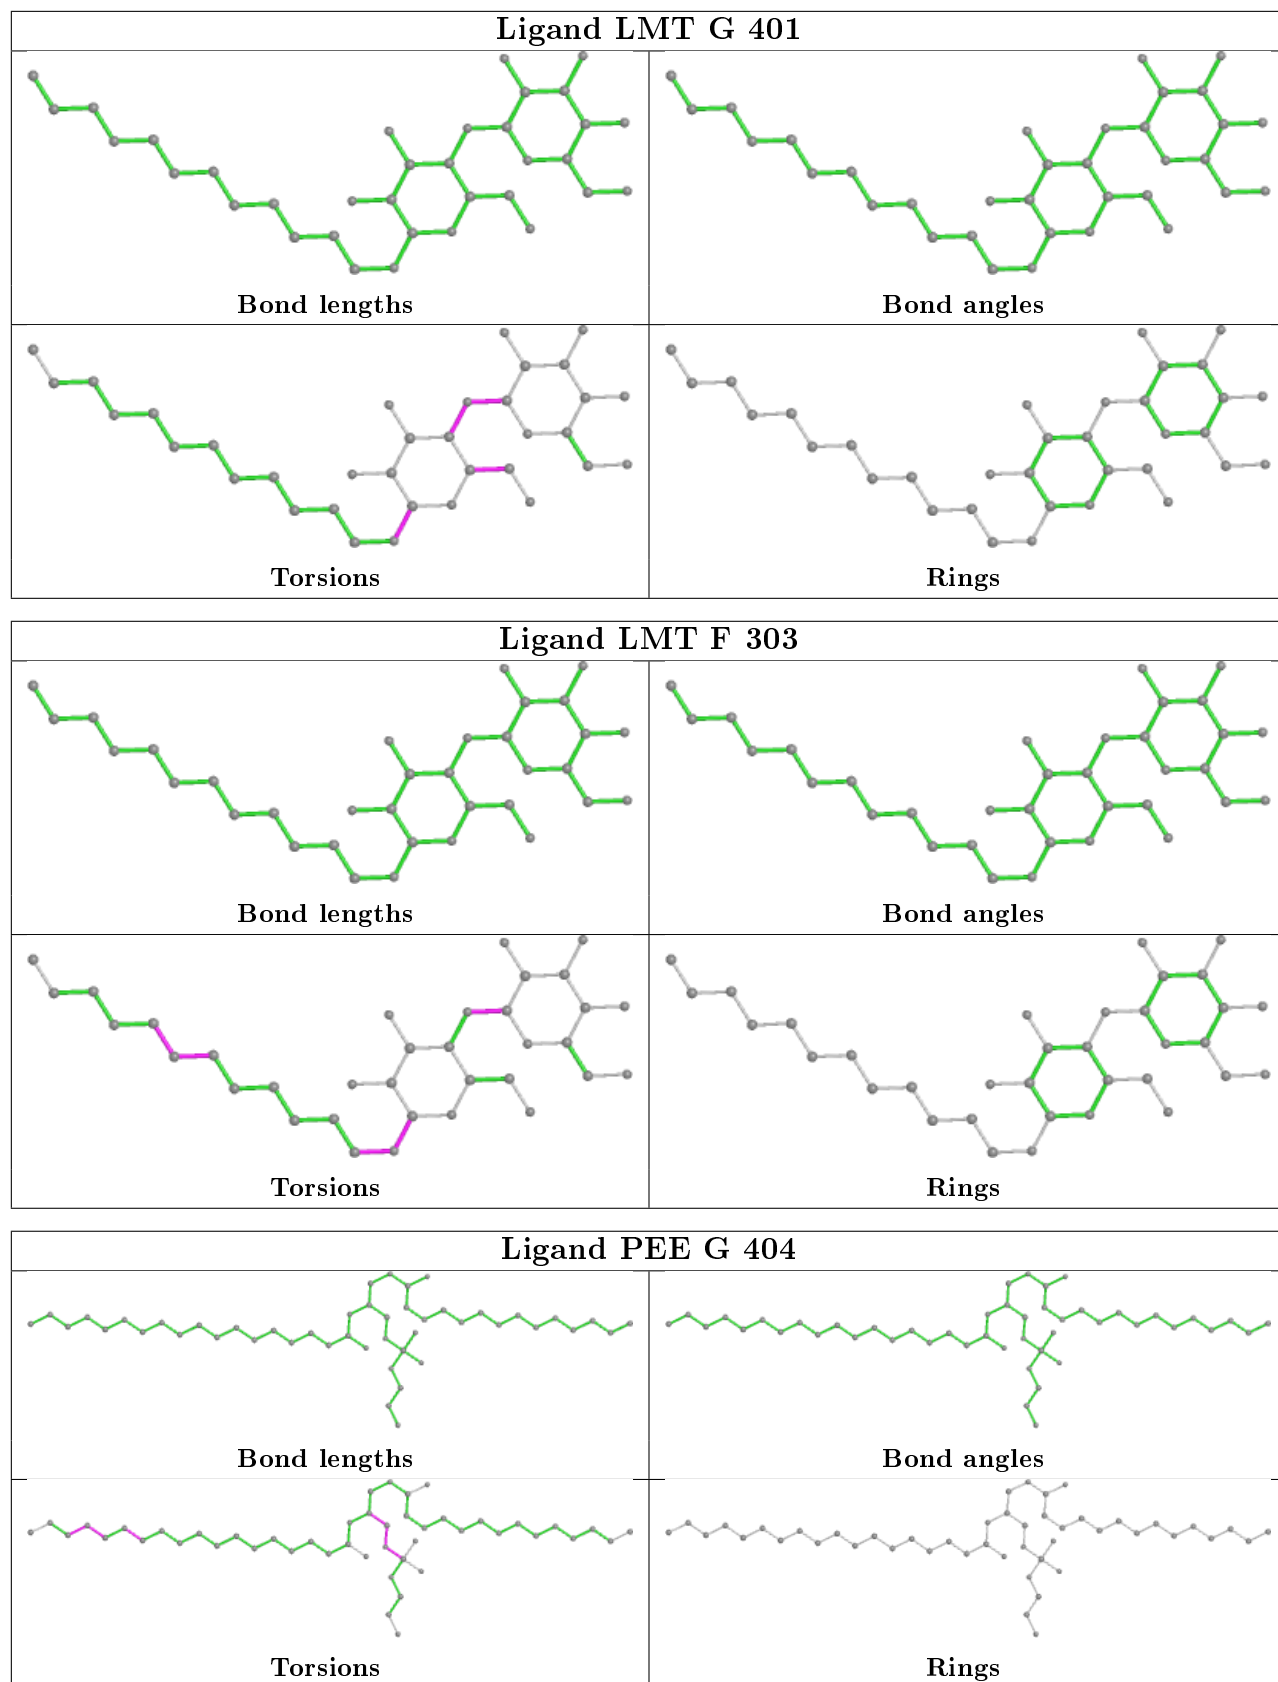 Ligand LMT G 401
Bond lengths
Bond angles
Torsions
Rings
Ligand LMT F 303
Bond lengths
Bond angles
Torsions
Rings
Ligand PEE G 404
Bond lengths
Bond angles
Torsions
Rings